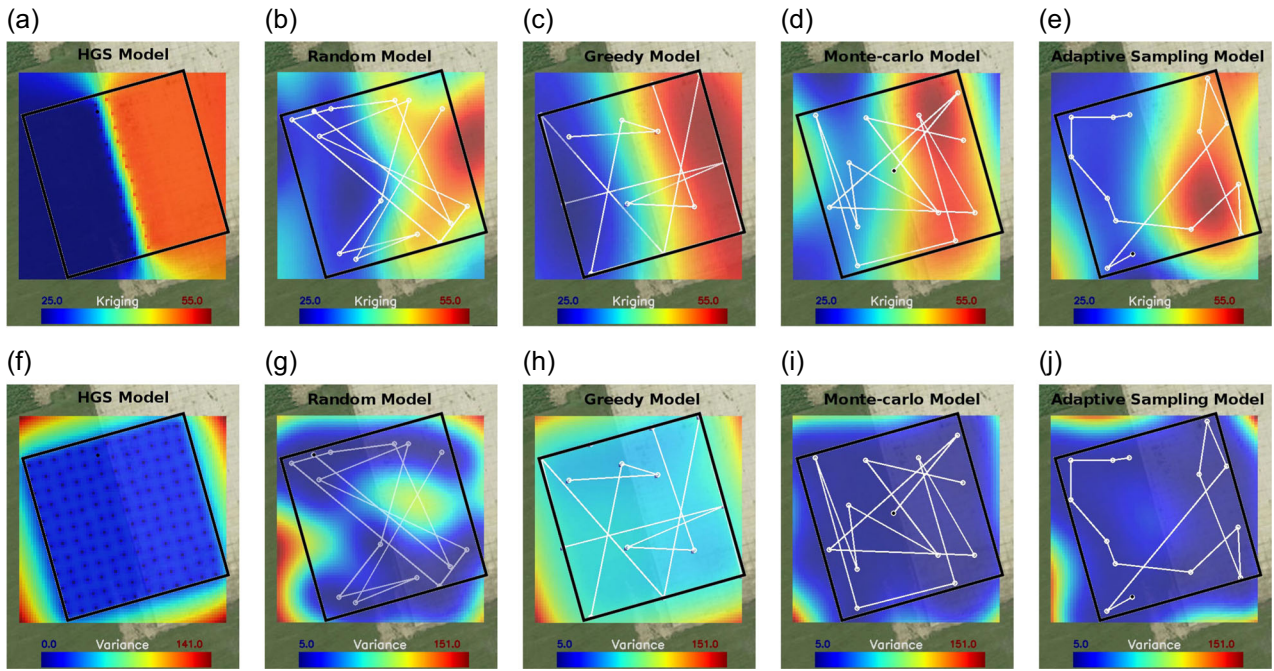 (a) (b) (c) (d) (e)
HGS Model Random Model Greedy Model Monte-carlo Model Adaptive Sampling Model
25.0 Kriging 55.0 25.0 Kriging 55.0 25.0 Kriging 55.0 25.0 Kriging 55.0 25.0 Kriging 55.0
(f) (g) (h) (i) (j)
HGS Model Random Model Greedy Model Monte-carlo Model Adaptive Sampling Model
0.0 Variance 141.0 5.0 Variance 151.0 5.0 Variance 151.0 5.0 Variance 151.0 5.0 Variance 151.0